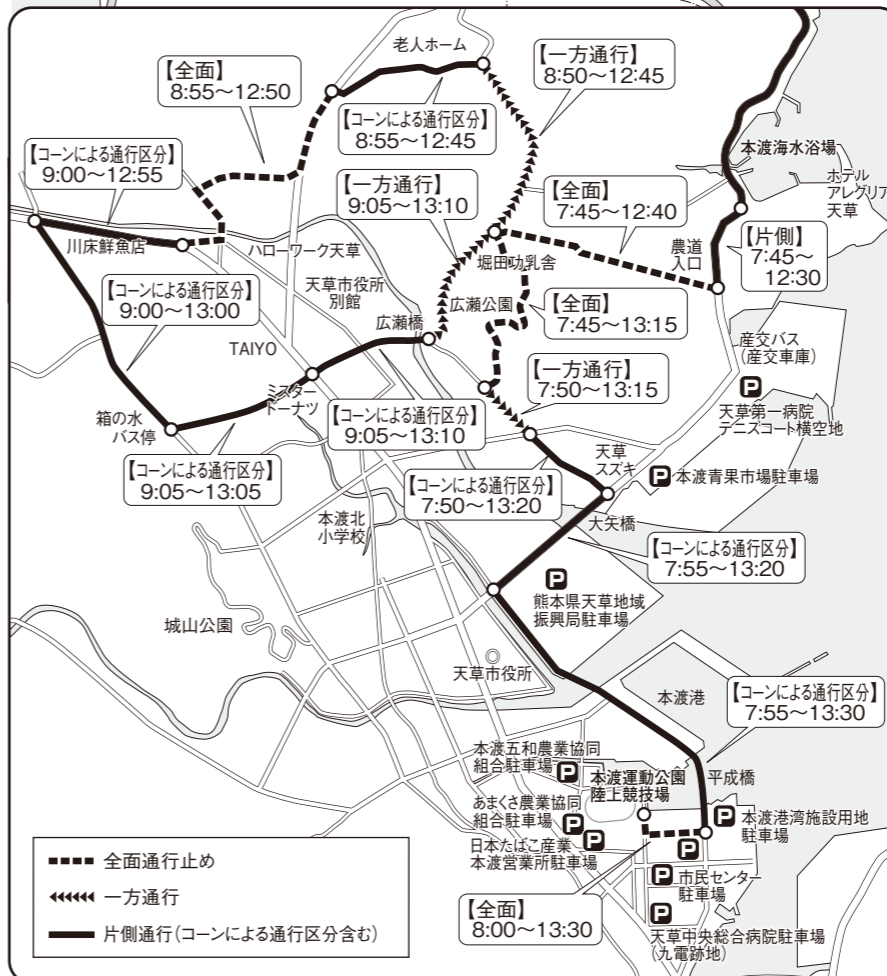 老人ホーム
【全面】
8:55～12:50
【一方通行】
8:50～12:45
【コーンによる通行区分】
8:55～12:45
【コーンによる通行区分】
9:00～12:55
【一方通行】
9:05～13:10
【全面】
7:45～12:40
本渡海水浴場
ホテル
アレグリア
天草
農道
入口
【片側】
7:45～
12:30
川床鮮魚店
ハローワーク天草
堀田功乳舎
天草市役所
別館
広瀬公園
【全面】
7:45～13:15
【コーンによる通行区分】
9:00～13:00
広瀬橋
TAIYO
産交バス
(産交車庫)
P
【一方通行】
7:50～13:15
ミスター
ドーナツ
天草第一病院
テニスコート横空地
箱の水
バス停
【コーンによる通行区分】
9:05～13:10
【コーンによる通行区分】
9:05～13:05
天草
スズキ
P 本渡青果市場駐車場
【コーンによる通行区分】
7:50～13:20
本渡北
小学校
大矢橋
【コーンによる通行区分】
7:55～13:20
P
熊本県天草地域
振興局駐車場
城山公園
天草市役所
本渡港
【コーンによる通行区分】
7:55～13:30
本渡五和農業協同
組合駐車場 P
本渡運動公園
陸上競技場
平成橋
あまくさ農業協同
組合駐車場 P
P 本渡港湾施設用地
駐車場
日本たばこ産業 P
本渡営業所駐車場
P
P 市民センター
駐車場
【全面】
8:00～13:30
P
天草中央総合病院駐車場
(九電跡地)
全面通行止め
一方通行
片側通行(コーンによる通行区分含む)